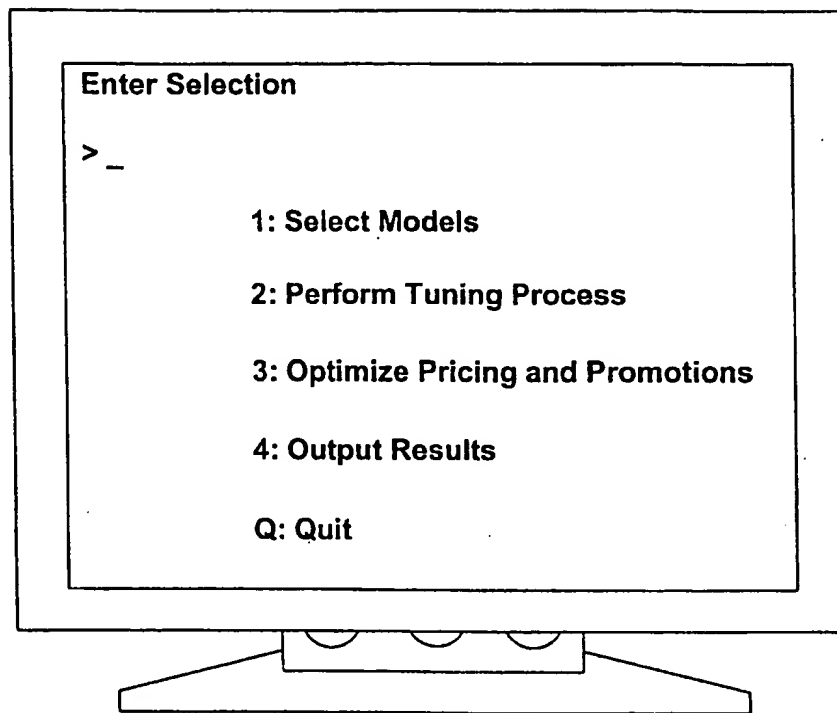 Enter Selection
>_
1: Select Models
2: Perform Tuning Process
3: Optimize Pricing and Promotions
4: Output Results
Q: Quit